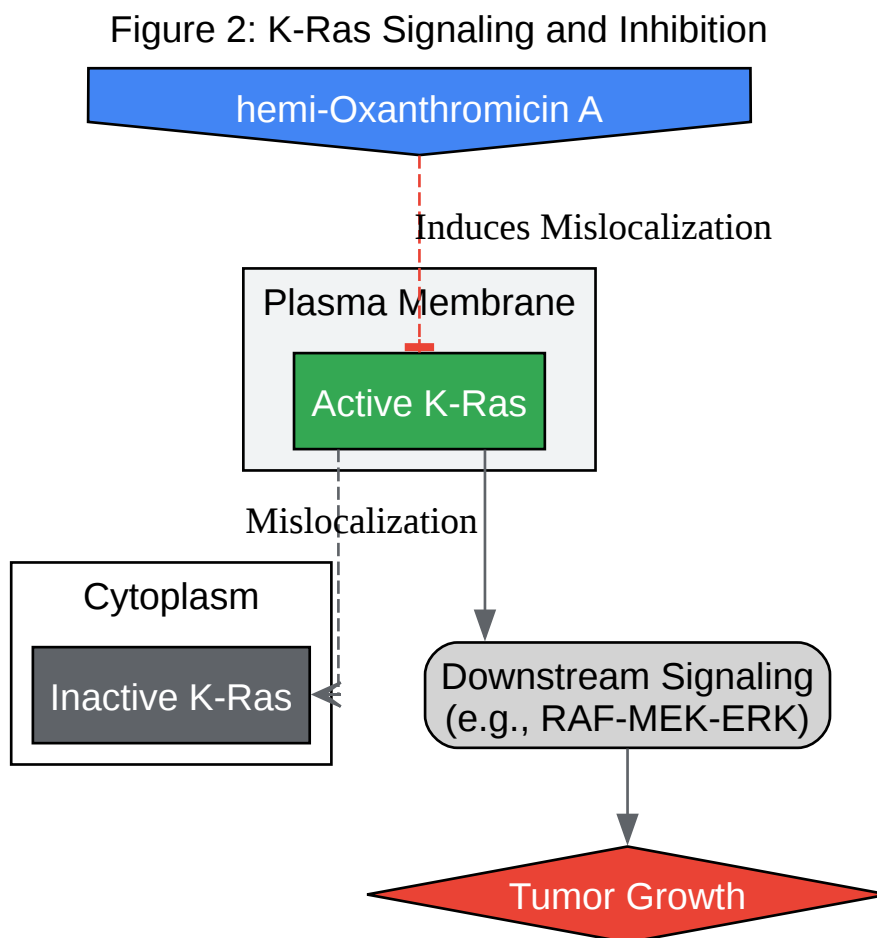 Figure 2: K-Ras Signaling and Inhibition
hemi-Oxanthromicin A
Induces Mislocalization
Plasma Membrane
Active K-Ras
Mislocalization
Cytoplasm
Inactive K-Ras
Downstream Signaling
(e.g., RAF-MEK-ERK)
Tumor Growth